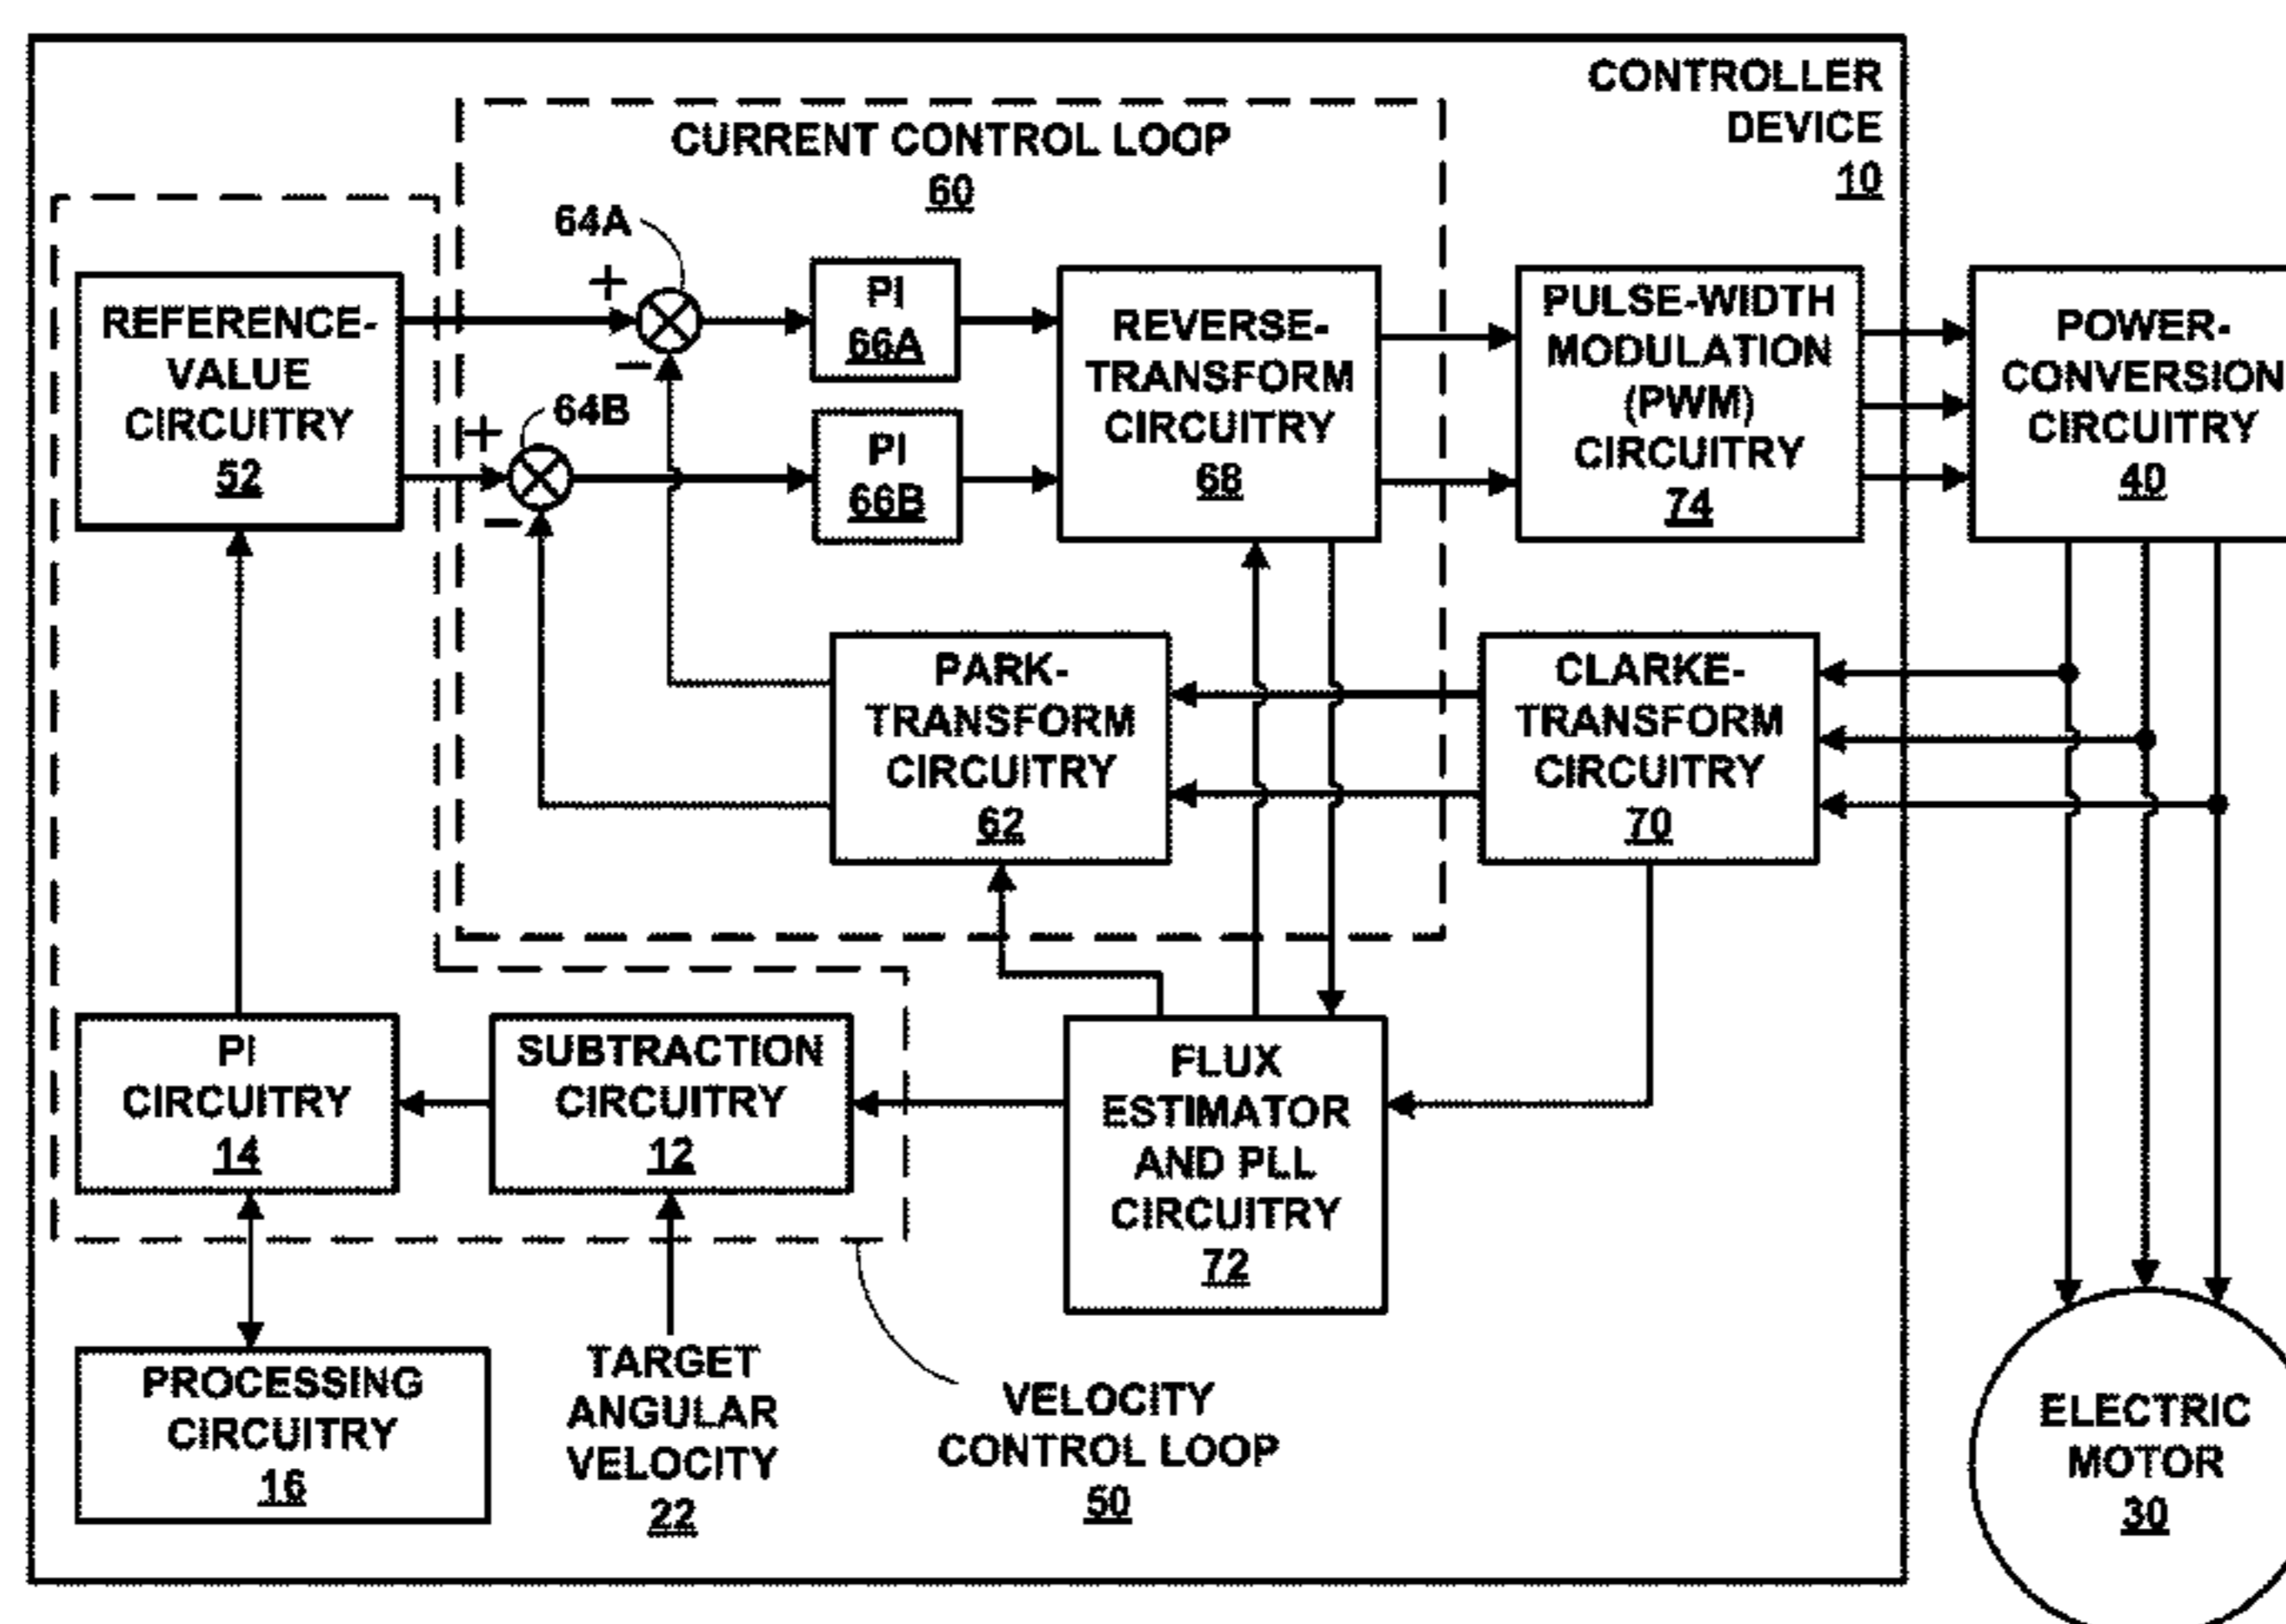 CONTROLLER
DEVICE
10
CURRENT CONTROL LOOP
60
64A
+
−
64B
+
−
REFERENCE-
VALUE
CIRCUITRY
52
PI
66A
PI
66B
REVERSE-
TRANSFORM
CIRCUITRY
68
PULSE-WIDTH
MODULATION
(PWM)
CIRCUITRY
74
POWER-
CONVERSION
CIRCUITRY
40
PARK-
TRANSFORM
CIRCUITRY
62
CLARKE-
TRANSFORM
CIRCUITRY
70
PI
CIRCUITRY
14
SUBTRACTION
CIRCUITRY
12
FLUX
ESTIMATOR
AND PLL
CIRCUITRY
72
PROCESSING
CIRCUITRY
16
TARGET
ANGULAR
VELOCITY
22
VELOCITY
CONTROL LOOP
50
ELECTRIC
MOTOR
30